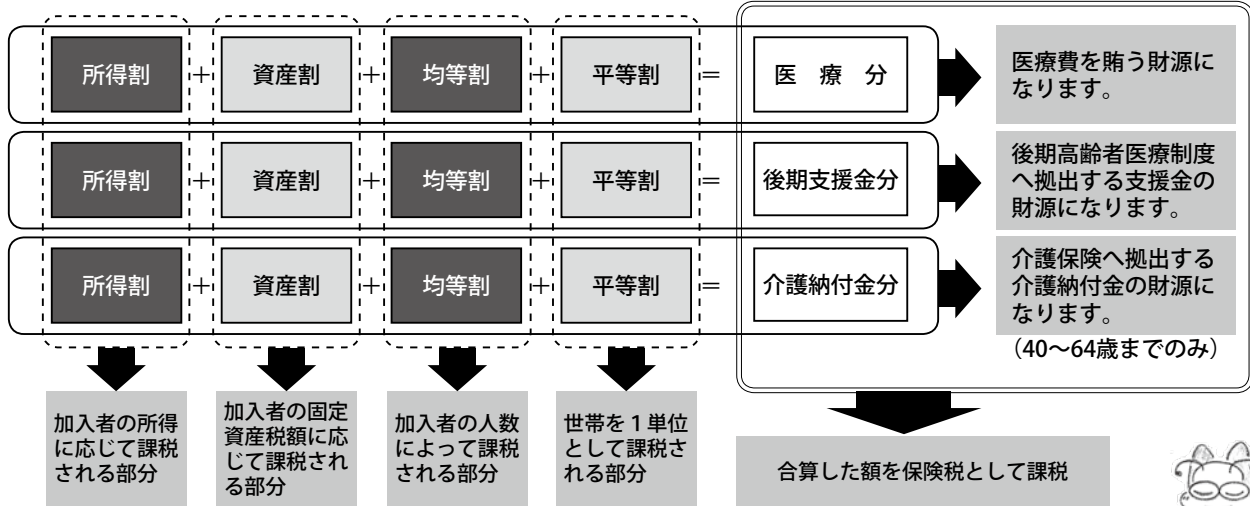 所得割 + 資産割 + 均等割 + 平等割 = 医療分
医療費を賄う財源に
なります。
所得割 + 資産割 + 均等割 + 平等割 = 後期支援金分
後期高齢者医療制度
へ拠出する支援金の
財源になります。
所得割 + 資産割 + 均等割 + 平等割 = 介護納付金分
介護保険へ拠出する
介護納付金の財源に
なります。
（40～64歳までのみ）
加入者の所得
に応じて課税
される部分
加入者の固定
資産税額に応
じて課税され
る部分
加入者の人数
によって課税
される部分
世帯を１単位
として課税さ
れる部分
合算した額を保険税として課税